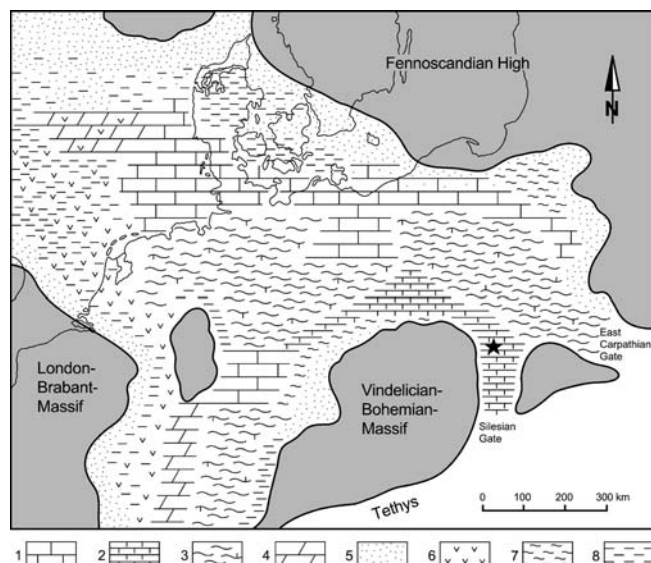 Fennoscandian High
N
East
Carpathian
Gate
London-
Brabant-
Massif
Vindelician-
Bohemian-
Massif
Silesian
Gate
Tethys
0 100 200 300 km
1 2 3 4 5 6 7 8